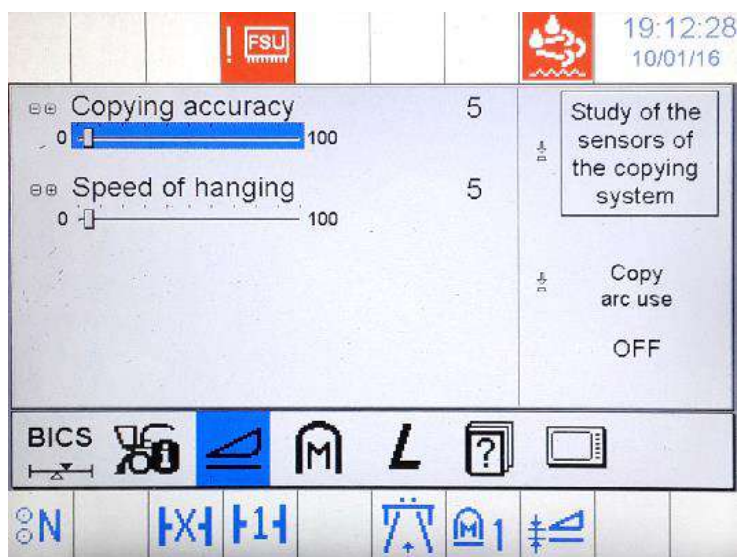 ! FSU
19:12:28
10/01/16
Copying accuracy 5
0 100
Speed of hanging 5
0 100
Study of the
sensors of
the copying
system
Copy
arc use
OFF
BICS M L ?
N X 1 M 1